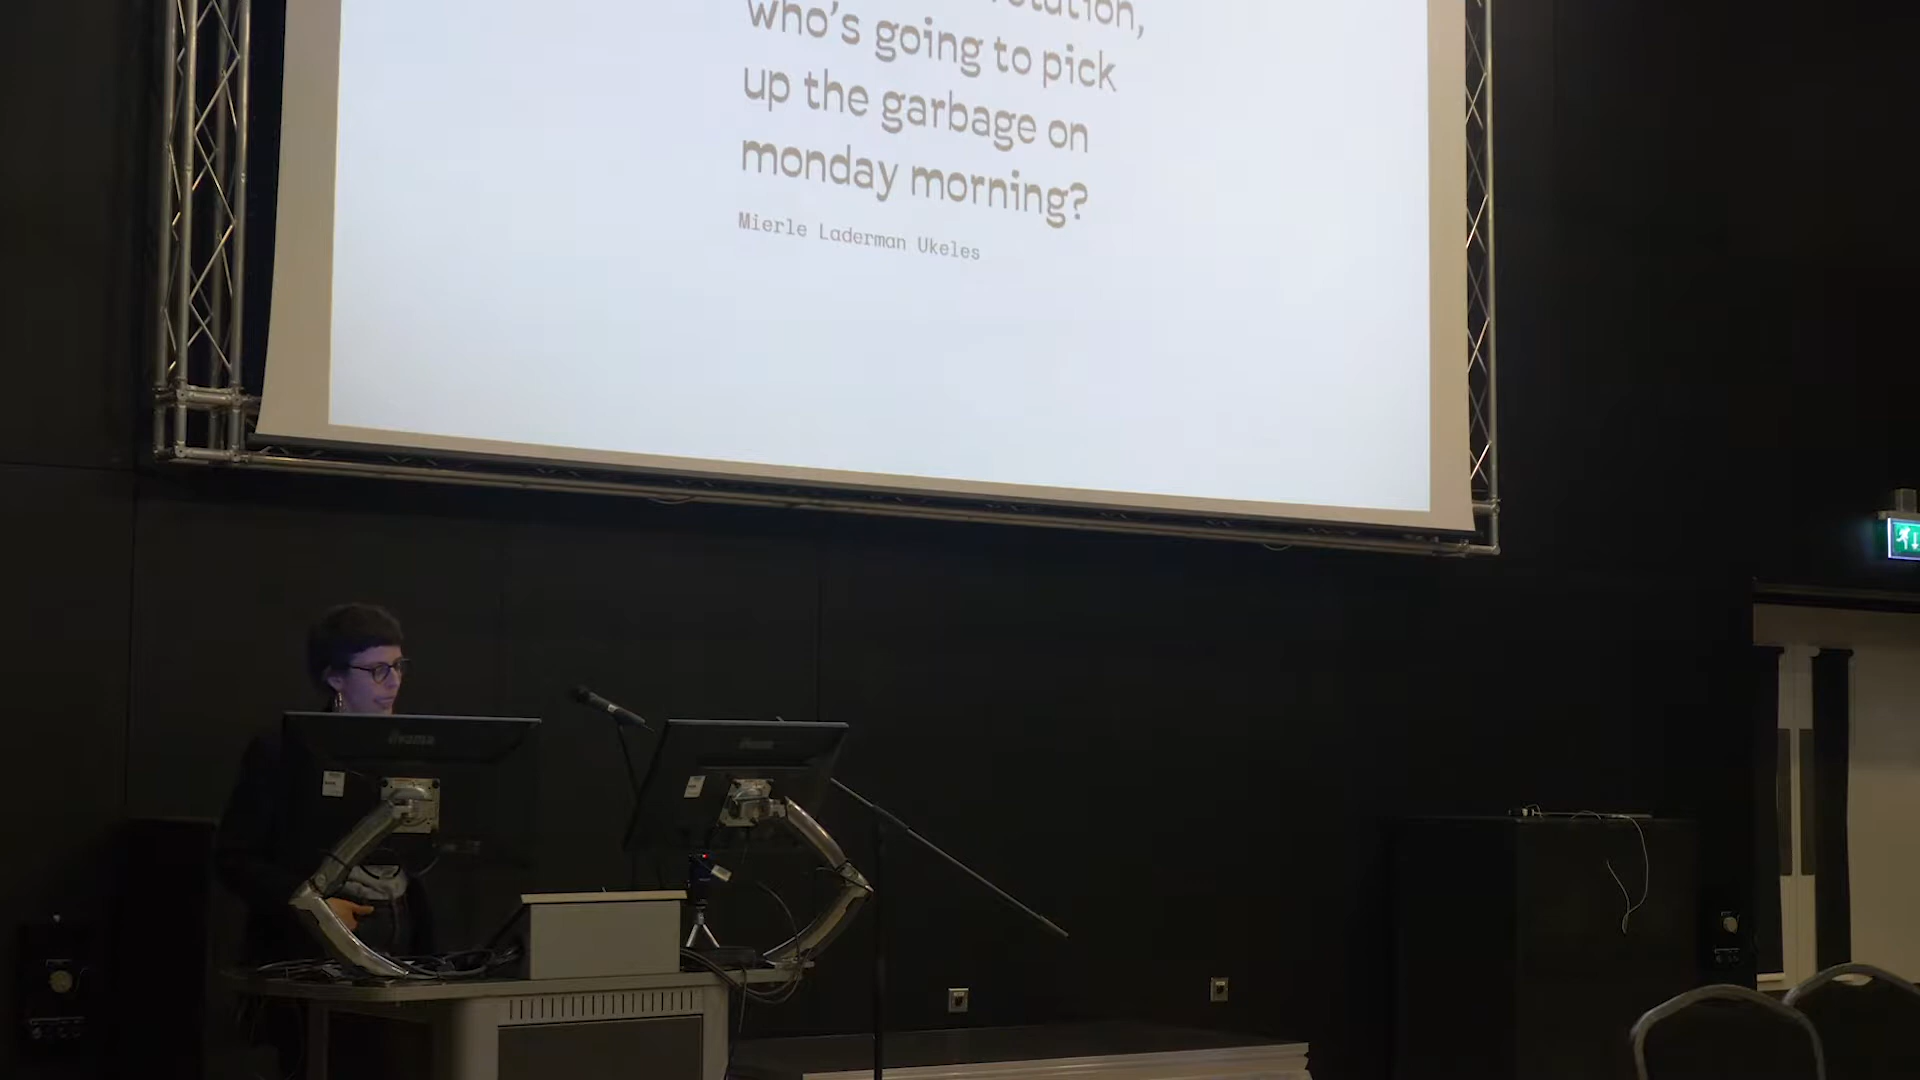 who's going to pick
up the garbage on
monday morning?
Mierle Laderman Ukeles